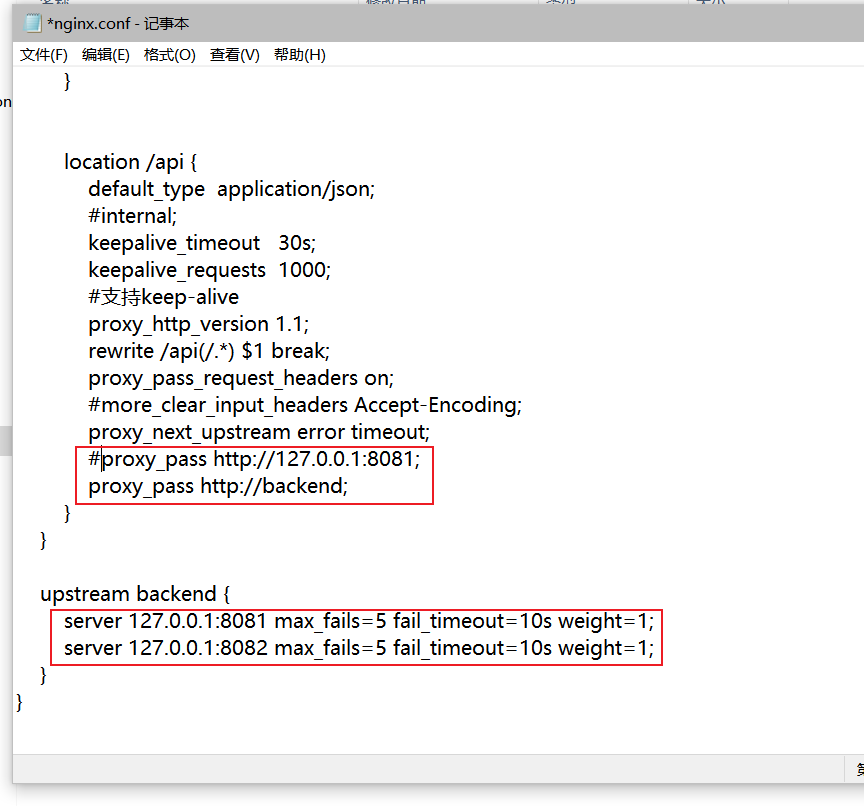 *nginx.conf - 记事本
文件(F) 编辑(E) 格式(O) 查看(V) 帮助(H)
}
on
location /api {
default_type  application/json;
#internal;
keepalive_timeout   30s;
keepalive_requests  1000;
#支持keep-alive
proxy_http_version 1.1;
rewrite /api(/.*) $1 break;
proxy_pass_request_headers on;
#more_clear_input_headers Accept-Encoding;
proxy_next_upstream error timeout;
#proxy_pass http://127.0.0.1:8081;
proxy_pass http://backend;
}
}
upstream backend {
server 127.0.0.1:8081 max_fails=5 fail_timeout=10s weight=1;
server 127.0.0.1:8082 max_fails=5 fail_timeout=10s weight=1;
}
}